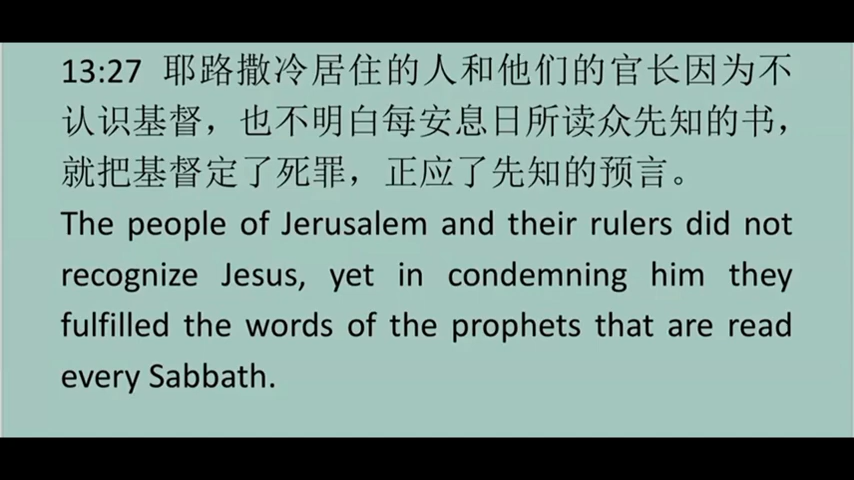 13:27 耶路撒冷居住的人和他们的官长因为不
认识基督，也不明白每安息日所读众先知的书，
就把基督定了死罪，正应了先知的预言。
The people of Jerusalem and their rulers did not
recognize Jesus, yet in condemning him they
fulfilled the words of the prophets that are read
every Sabbath.